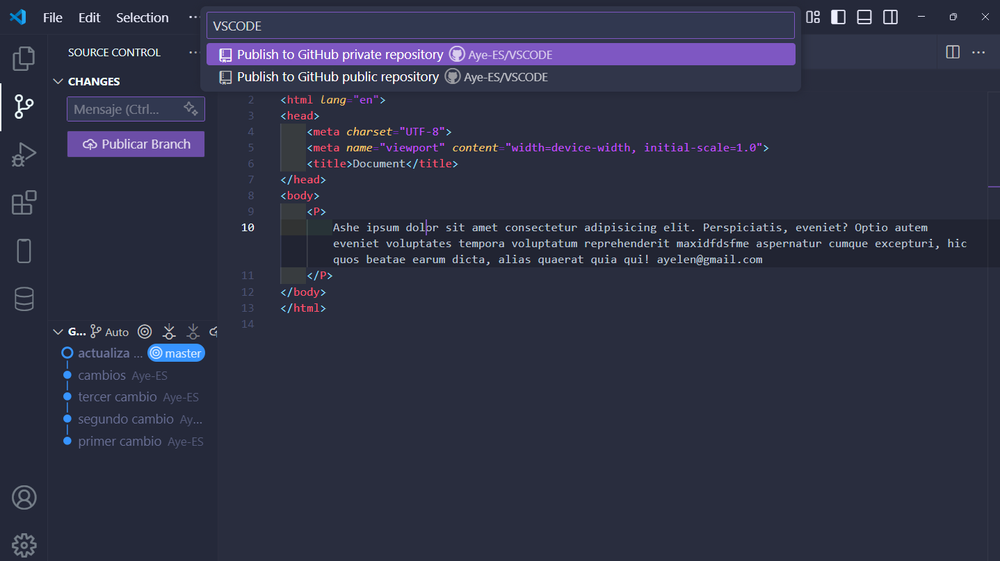 File Edit Selection ...
VSCODE
Publish to GitHub private repository Aye-ES/VSCODE
Publish to GitHub public repository Aye-ES/VSCODE
SOURCE CONTROL ...
CHANGES
Mensaje (Ctrl...
Publicar Branch
G... Auto
actualiza ... master
cambios Aye-ES
tercer cambio Aye-ES
segundo cambio Ay...
primer cambio Aye-ES
2 <html lang="en">
3 <head>
4 <meta charset="UTF-8">
5 <meta name="viewport" content="width=device-width, initial-scale=1.0">
6 <title>Document</title>
7 </head>
8 <body>
9 <P>
10 Ashe ipsum dolor sit amet consectetur adipisicing elit. Perspiciatis, eveniet? Optio autem
eveniet voluptates tempora voluptatum reprehenderit maxidfdsfme aspernatur cumque excepturi, hic
quos beatae earum dicta, alias quaerat quia qui! ayelen@gmail.com
11 </P>
12 </body>
13 </html>
14